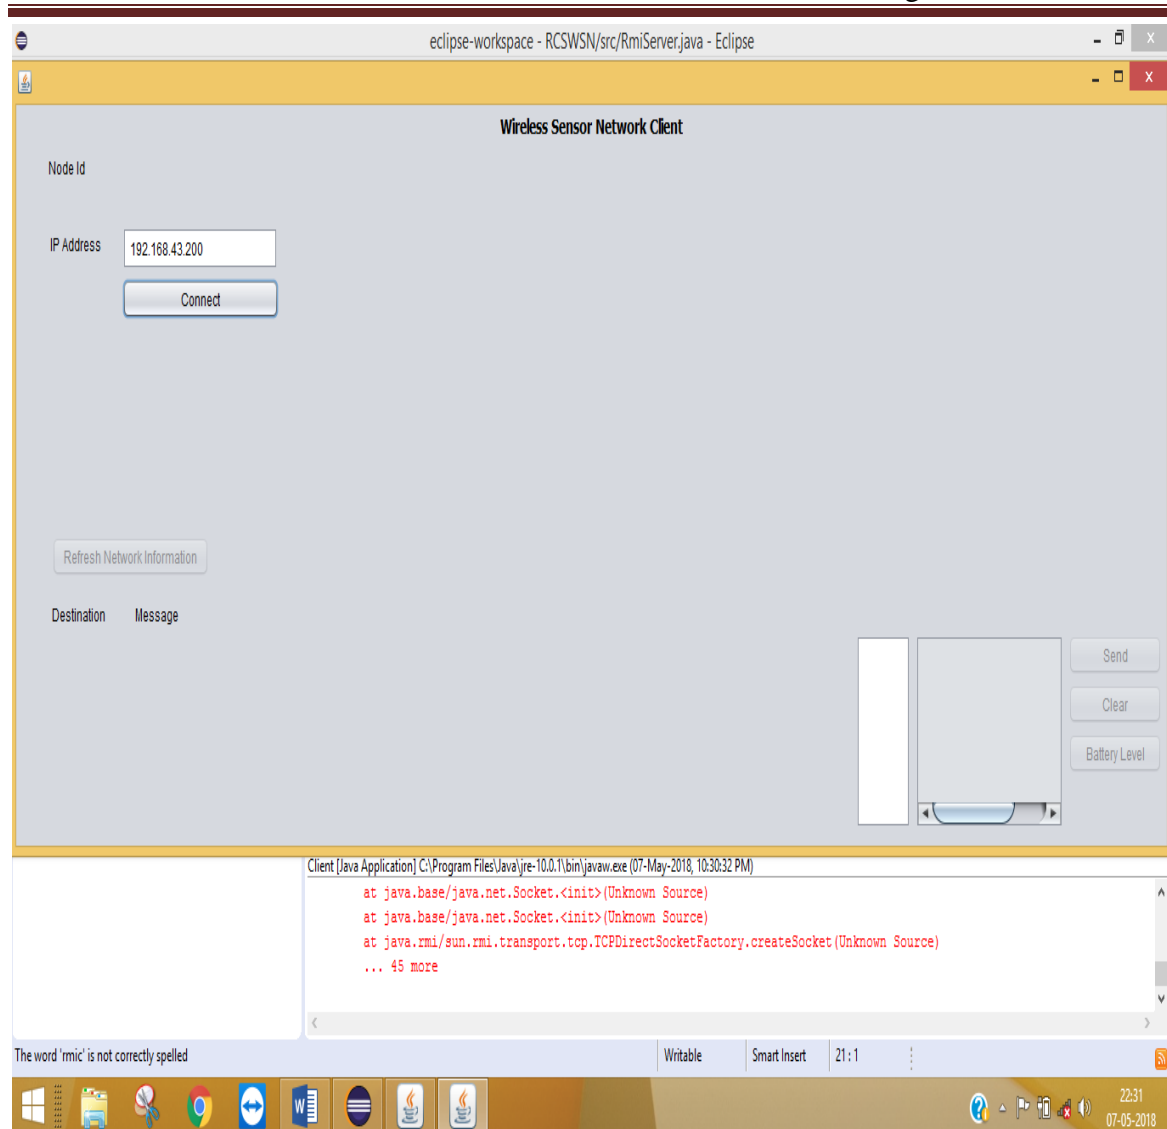 eclipse-workspace - RCSWSN/src/RmiServer.java - Eclipse
Wireless Sensor Network Client
Node Id
IP Address 192.168.43.200
Connect
Refresh Network Information
Destination Message
Send
Clear
Battery Level
Client [Java Application] C:\Program Files\Java\jre-10.0.1\bin\javaw.exe (07-May-2018, 10:30:32 PM)
at java.base/java.net.Socket.<init>(Unknown Source)
at java.base/java.net.Socket.<init>(Unknown Source)
at java.rmi/sun.rmi.transport.tcp.TCPDirectSocketFactory.createSocket(Unknown Source)
... 45 more
The word 'rmic' is not correctly spelled Writable Smart Insert 21 : 1
22:31
07-05-2018